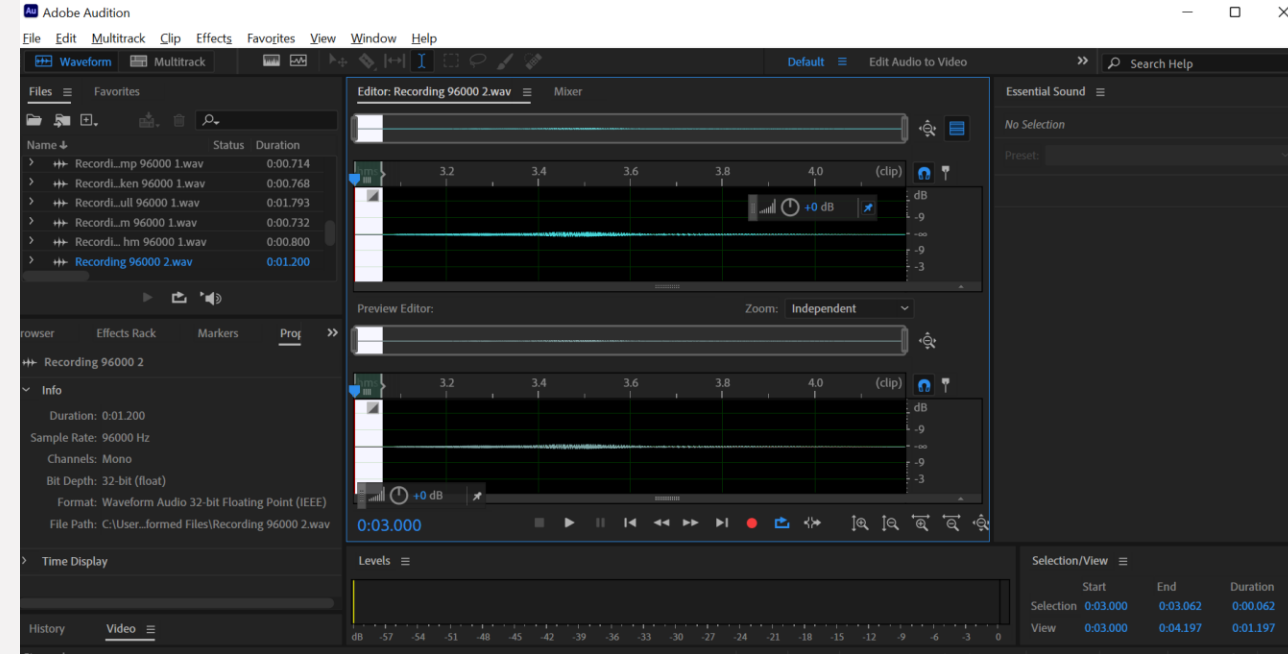 Au Adobe Audition
File Edit Multitrack Clip Effects Favorites View Window Help
Waveform Multitrack Default Edit Audio to Video Search Help
Files Favorites
Name Status Duration
Recordi...mp 96000 1.wav 0:00.714
Recordi...ken 96000 1.wav 0:00.768
Recordi...ull 96000 1.wav 0:01.793
Recordi...m 96000 1.wav 0:00.732
Recordi... hm 96000 1.wav 0:00.800
Recording 96000 2.wav 0:01.200
rowser Effects Rack Markers Prop
Recording 96000 2
Info
Duration: 0:01.200
Sample Rate: 96000 Hz
Channels: Mono
Bit Depth: 32-bit (float)
Format: Waveform Audio 32-bit Floating Point (IEEE)
File Path: C:\User...formed Files\Recording 96000 2.wav
Time Display
History Video
Editor: Recording 96000 2.wav Mixer
hms 3.2 3.4 3.6 3.8 4.0 (clip)
dB
+0 dB
-9
-∞
-9
-3
Preview Editor: Zoom: Independent
hms 3.2 3.4 3.6 3.8 4.0 (clip)
dB
-9
-∞
-9
-3
+0 dB
0:03.000
Levels
dB -57 -54 -51 -48 -45 -42 -39 -36 -33 -30 -27 -24 -21 -18 -15 -12 -9 -6 -3 0
Essential Sound
No Selection
Preset:
Selection/View
Start End Duration
Selection 0:03.000 0:03.062 0:00.062
View 0:03.000 0:04.197 0:01.197